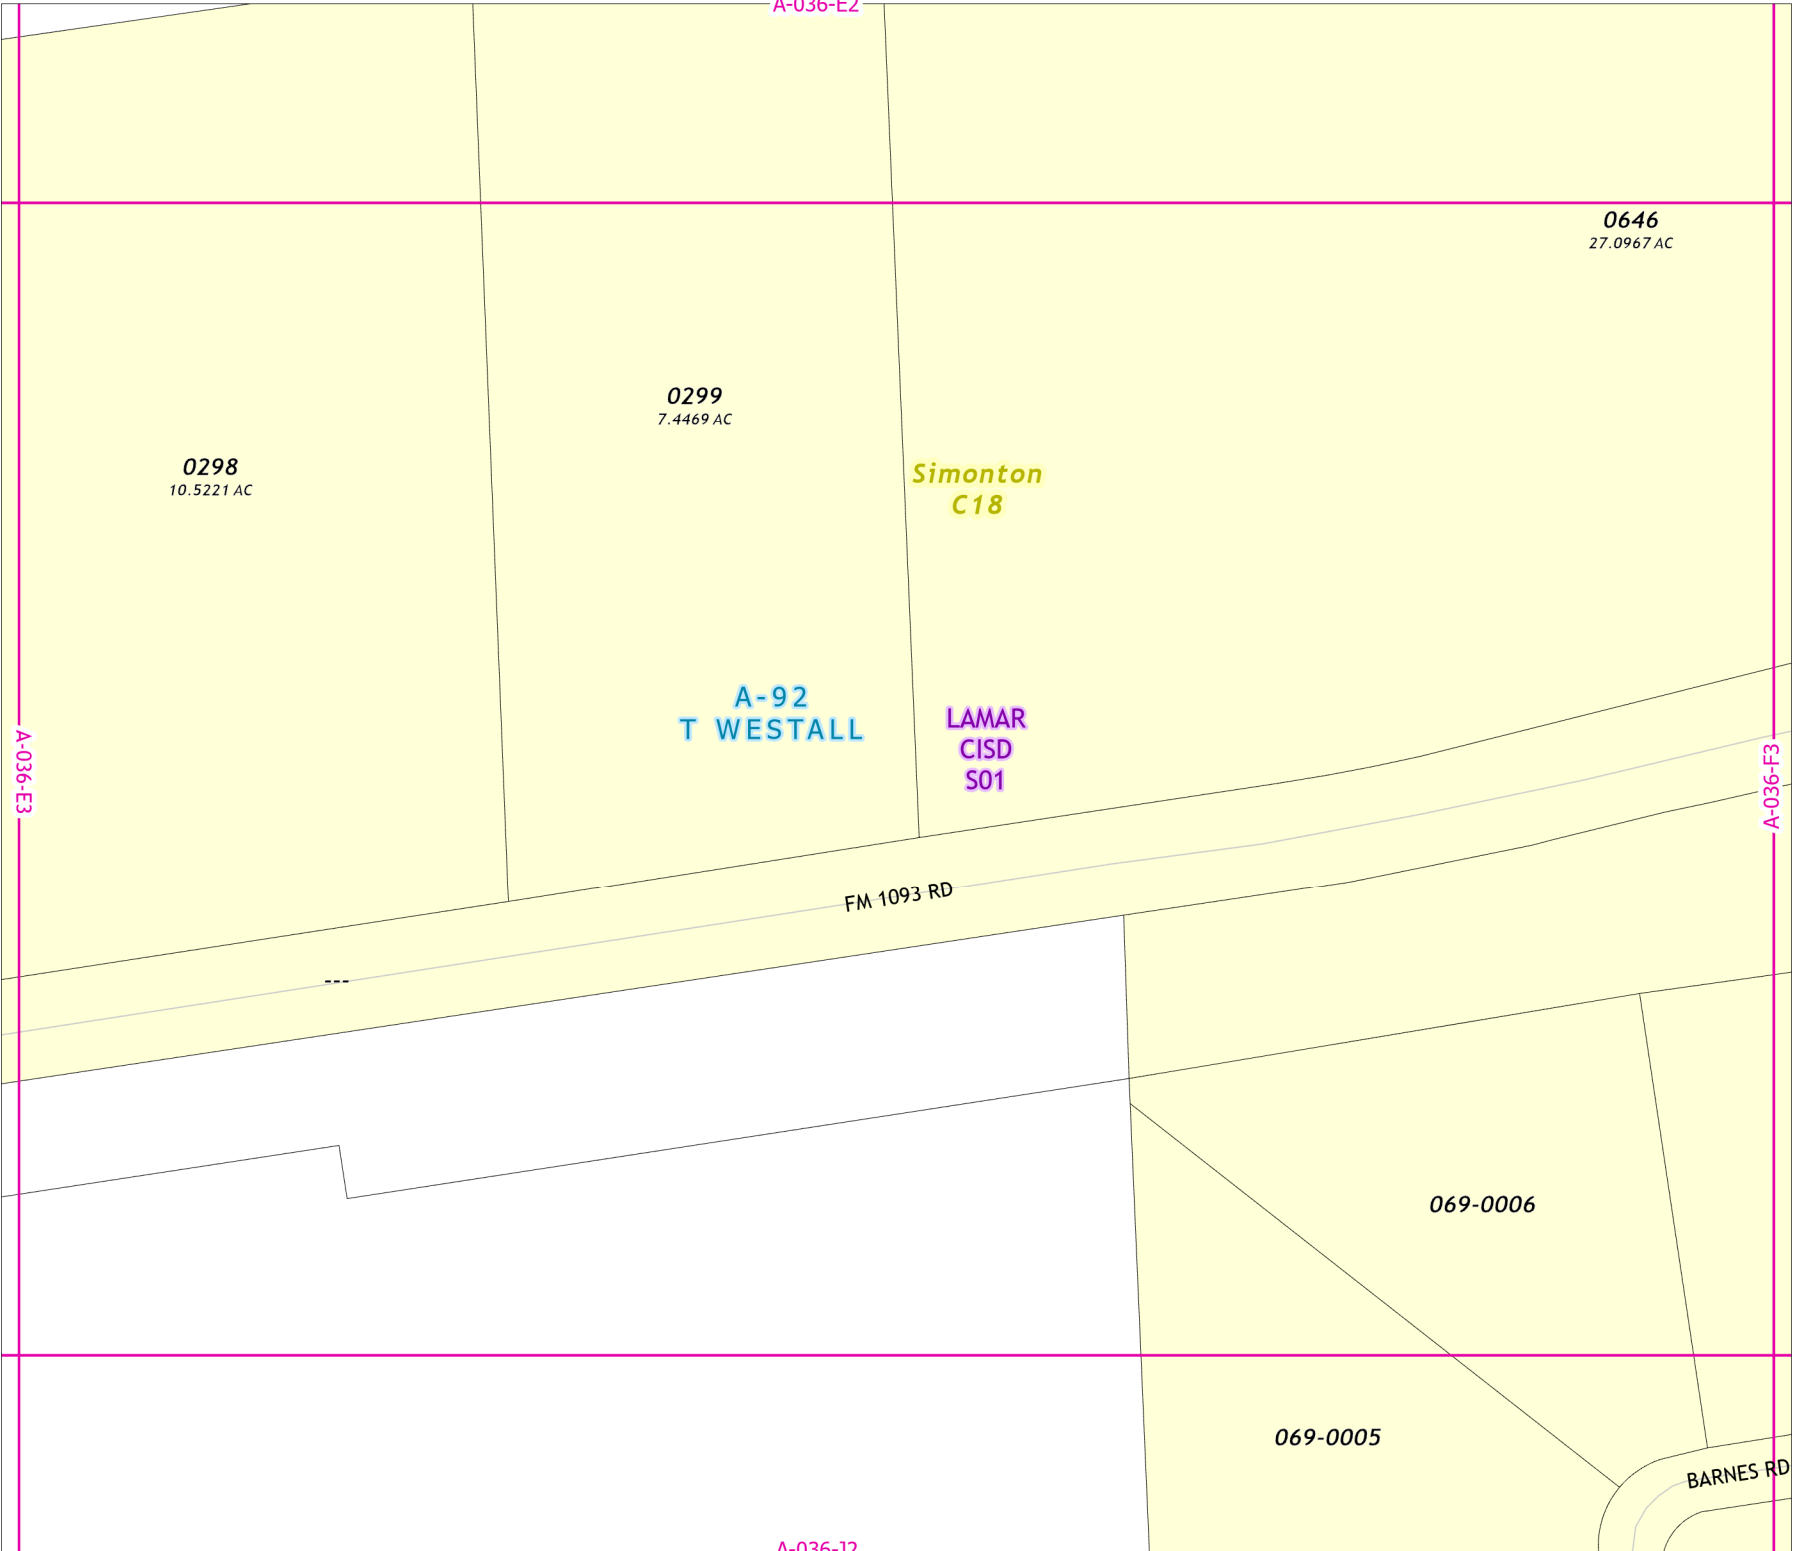 A-036-E2
0646
27.0967 AC
0299
7.4469 AC
0298
10.5221 AC
Simonton
C18
A-92
T WESTALL
LAMAR
CISD
S01
A-036-E3
A-036-F3
FM 1093 RD
---
069-0006
069-0005
BARNES RD
A-036-J2